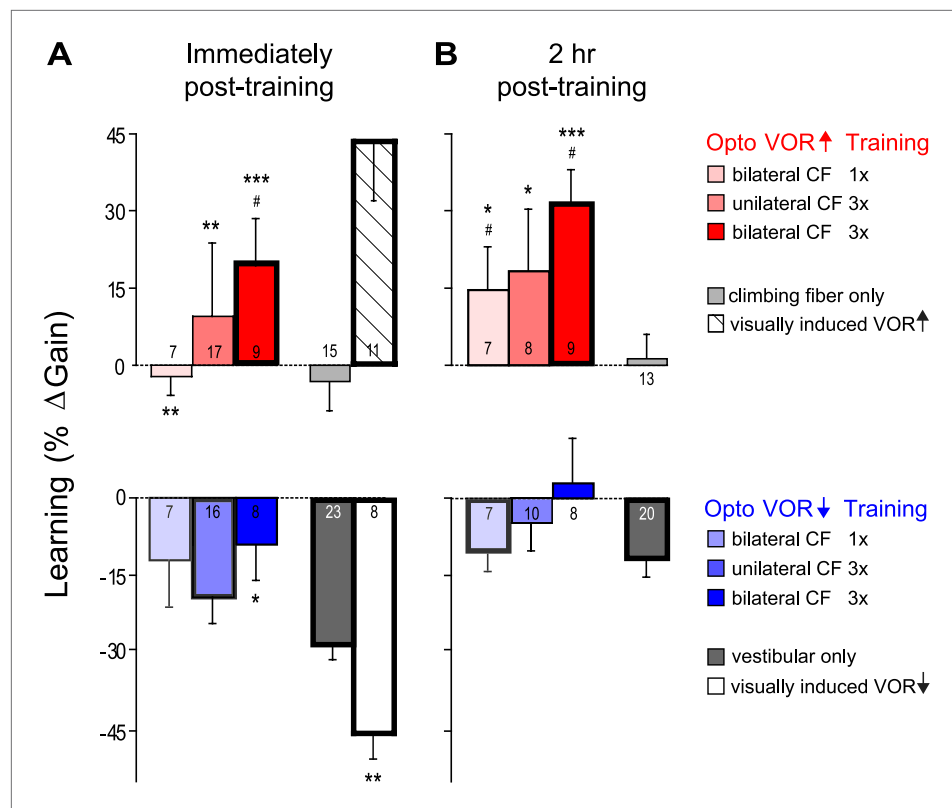 A
Immediately
post-training
B
2 hr
post-training
Learning (% ΔGain)
45
30
15
0
7
**
17
**
9
***
#
15
11
7
*
#
8
*
9
***
#
13
Opto VOR↑ Training
bilateral CF 1x
unilateral CF 3x
bilateral CF 3x
climbing fiber only
visually induced VOR↑
0
-15
-30
-45
7
16
8
*
23
8
**
7
10
8
20
Opto VOR↓ Training
bilateral CF 1x
unilateral CF 3x
bilateral CF 3x
vestibular only
visually induced VOR↓